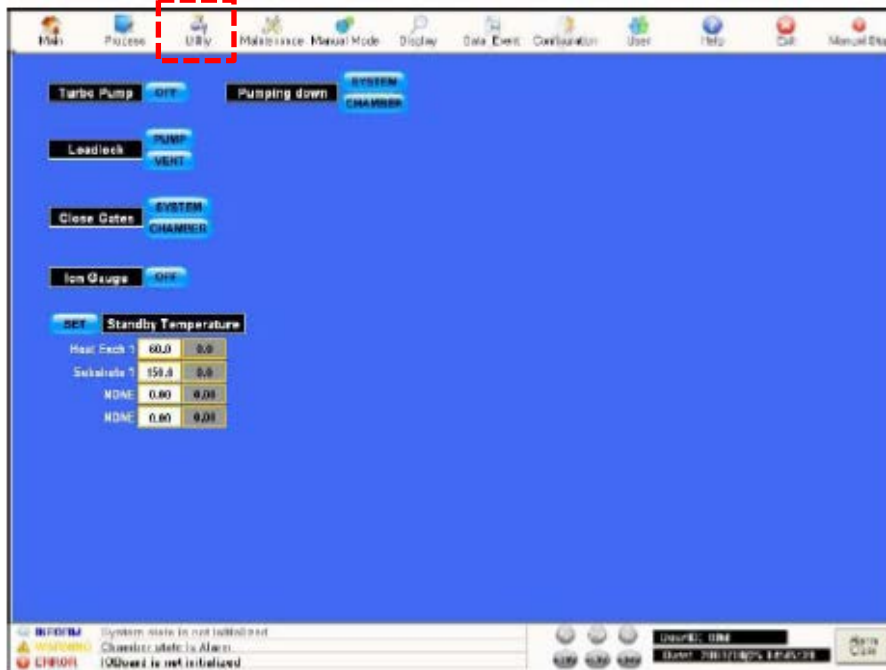 Main Process Utility Maintenance Manual Mode Display Data Event Configuration User Help Exit
Turbo Pump OFF Pumping down SYSTEM
CHAMBER
Loadlock PUMP
VENT
Close Gates SYSTEM
CHAMBER
Ion Gauge OFF
SET Standby Temperature
Heat Exch 1 60.0 0.0
Substrate 1 150.0 0.0
NONE 0.00 0.00
NONE 0.00 0.00
INFORM System state is not initialized
WARNING Chamber state is Alarm
ERROR IOBoard is not initialized
Alarm
Clear